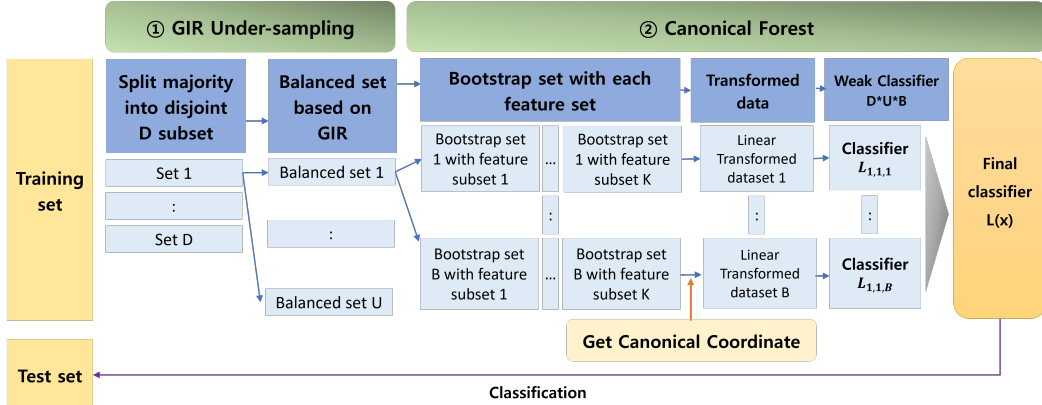 ① GIR Under-sampling
② Canonical Forest
Training
set
Split majority
into disjoint
D subset
Balanced set
based on
GIR
Bootstrap set with each
feature set
Transformed
data
Weak Classifier
D*U*B
Set 1
:
Set D
Balanced set 1
:
Balanced set U
Bootstrap set
1 with feature
subset 1
...
Bootstrap set
1 with feature
subset K
Linear
Transformed
dataset 1
Classifier
L1,1,1
:
:
:
Bootstrap set
B with feature
subset 1
...
Bootstrap set
B with feature
subset K
Linear
Transformed
dataset B
Classifier
L1,1,B
Final
classifier
L(x)
Get Canonical Coordinate
Test set
Classification